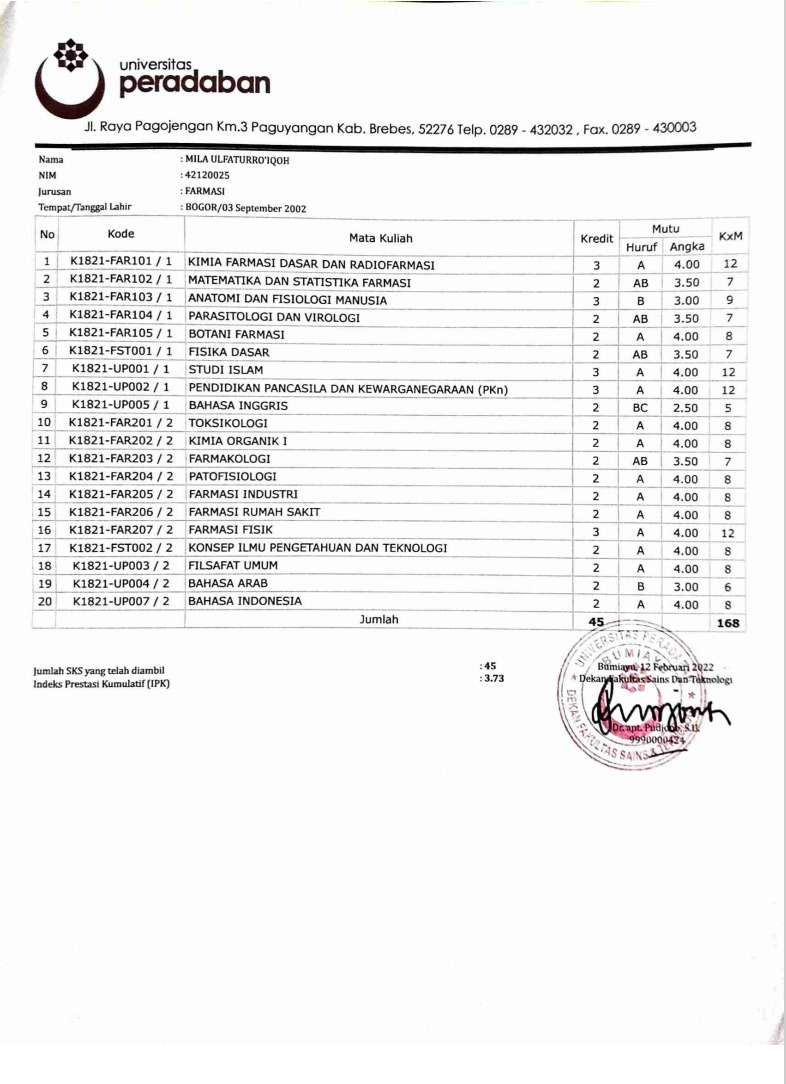 universitas
peradaban
Jl. Raya Pagojengan Km.3 Paguyangan Kab. Brebes, 52276 Telp. 0289 - 432032 , Fax. 0289 - 430003
Nama : MILA ULFATURRO'IQOH
NIM : 42120025
Jurusan : FARMASI
Tempat/Tanggal Lahir : BOGOR/03 September 2002
No Kode Mata Kuliah Kredit Mutu KxM
Huruf Angka
1 K1821-FAR101 / 1 KIMIA FARMASI DASAR DAN RADIOFARMASI 3 A 4.00 12
2 K1821-FAR102 / 1 MATEMATIKA DAN STATISTIKA FARMASI 2 AB 3.50 7
3 K1821-FAR103 / 1 ANATOMI DAN FISIOLOGI MANUSIA 3 B 3.00 9
4 K1821-FAR104 / 1 PARASITOLOGI DAN VIROLOGI 2 AB 3.50 7
5 K1821-FAR105 / 1 BOTANI FARMASI 2 A 4.00 8
6 K1821-FST001 / 1 FISIKA DASAR 2 AB 3.50 7
7 K1821-UP001 / 1 STUDI ISLAM 3 A 4.00 12
8 K1821-UP002 / 1 PENDIDIKAN PANCASILA DAN KEWARGANEGARAAN (PKn) 3 A 4.00 12
9 K1821-UP005 / 1 BAHASA INGGRIS 2 BC 2.50 5
10 K1821-FAR201 / 2 TOKSIKOLOGI 2 A 4.00 8
11 K1821-FAR202 / 2 KIMIA ORGANIK I 2 A 4.00 8
12 K1821-FAR203 / 2 FARMAKOLOGI 2 AB 3.50 7
13 K1821-FAR204 / 2 PATOFISIOLOGI 2 A 4.00 8
14 K1821-FAR205 / 2 FARMASI INDUSTRI 2 A 4.00 8
15 K1821-FAR206 / 2 FARMASI RUMAH SAKIT 2 A 4.00 8
16 K1821-FAR207 / 2 FARMASI FISIK 3 A 4.00 12
17 K1821-FST002 / 2 KONSEP ILMU PENGETAHUAN DAN TEKNOLOGI 2 A 4.00 8
18 K1821-UP003 / 2 FILSAFAT UMUM 2 A 4.00 8
19 K1821-UP004 / 2 BAHASA ARAB 2 B 3.00 6
20 K1821-UP007 / 2 BAHASA INDONESIA 2 A 4.00 8
Jumlah 45 168
Jumlah SKS yang telah diambil : 45
Indeks Prestasi Kumulatif (IPK) : 3.73
Bumiayu, 12 Februari 2022
Dekan Fakultas Sains Dan Teknologi
Dr. apt. Pudjono, S.U.
9990000424
UNIVERSITAS PERADABAN
BUMIAYU
DEKAN FAKULTAS SAINS &